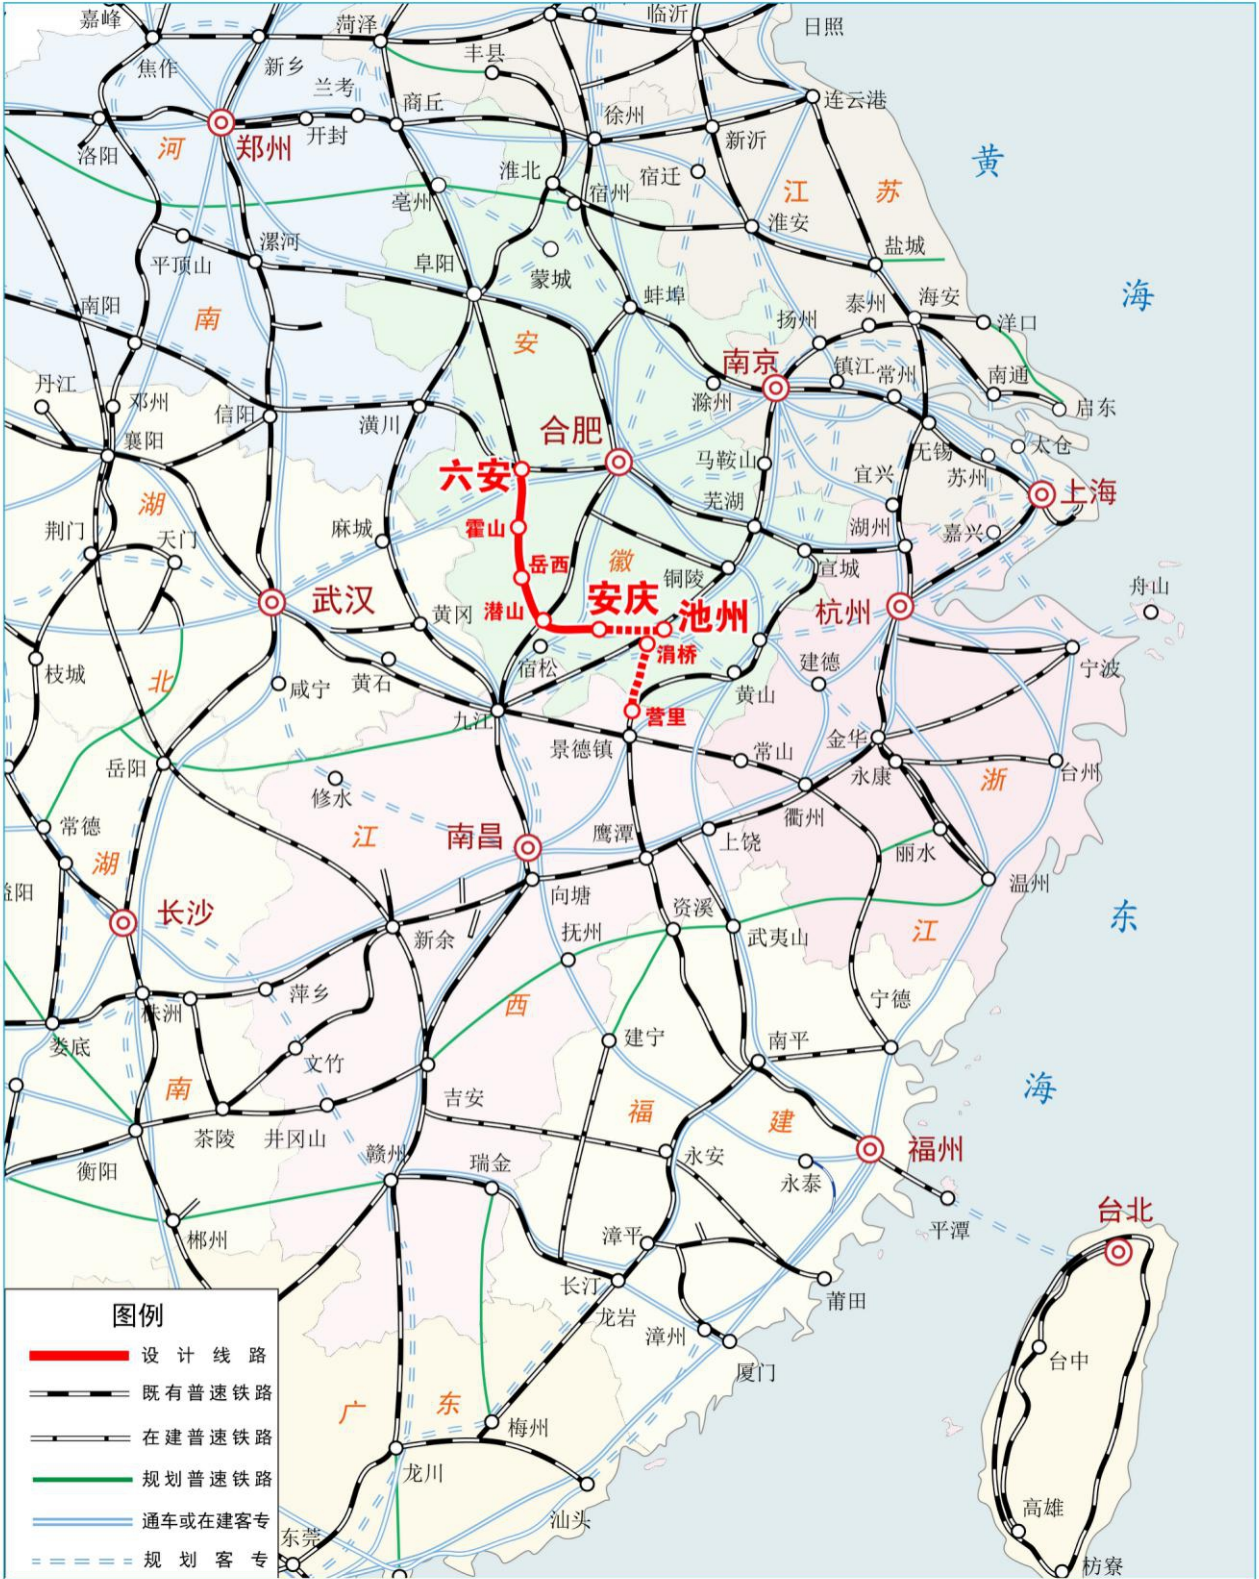 嘉峰
菏泽
临沂
日照
焦作
新乡
丰县
兰考
商丘
徐州
连云港
洛阳
河
郑州
开封
新沂
黄
淮北
宿州
宿迁
江
苏
亳州
淮安
漯河
平顶山
阜阳
蒙城
盐城
海
南阳
南
安
蚌埠
扬州
泰州
海安
洋口
丹江
邓州
信阳
潢川
南京
滁州
镇江
常州
南通
启东
襄阳
合肥
六安
马鞍山
无锡
苏州
太仓
宜兴
上海
湖
荆门
天门
麻城
霍山
岳西
徽
铜陵
芜湖
宣城
湖州
嘉兴
武汉
黄冈
潜山
安庆
池州
杭州
舟山
枝城
北
咸宁
黄石
宿松
涓桥
黄山
建德
宁波
九江
营里
景德镇
常山
金华
永康
台州
岳阳
修水
衢州
浙
常德
湖
江
南昌
鹰潭
上饶
丽水
益阳
长沙
向塘
温州
新余
抚州
资溪
武夷山
江
东
株洲
萍乡
西
宁德
娄底
文竹
建宁
南平
海
南
吉安
福
建
茶陵
井冈山
衡阳
赣州
瑞金
永安
永泰
福州
郴州
漳平
平潭
台北
长汀
龙岩
漳州
莆田
厦门
台中
广
东
梅州
龙川
汕头
东莞
高雄
枋寮
图例
设计线路
既有普速铁路
在建普速铁路
规划普速铁路
通车或在建客专
规划客专